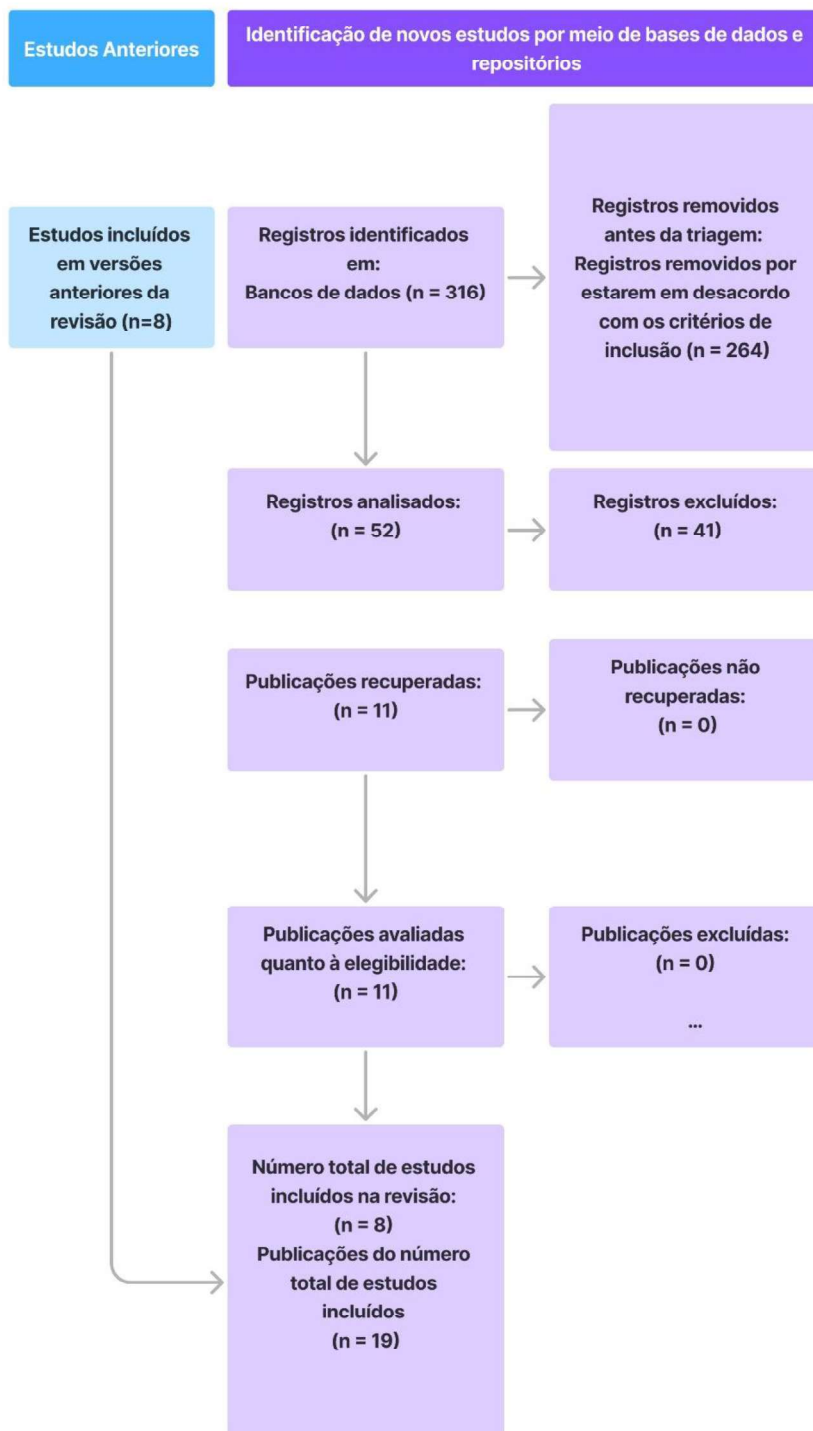 Estudos Anteriores
Identificação de novos estudos por meio de bases de dados e
repositórios
Estudos incluídos
em versões
anteriores da
revisão (n=8)
Registros identificados
em:
Bancos de dados (n = 316)
Registros removidos
antes da triagem:
Registros removidos por
estarem em desacordo
com os critérios de
inclusão (n = 264)
Registros analisados:
(n = 52)
Registros excluídos:
(n = 41)
Publicações recuperadas:
(n = 11)
Publicações não
recuperadas:
(n = 0)
Publicações avaliadas
quanto à elegibilidade:
(n = 11)
Publicações excluídas:
(n = 0)
...
Número total de estudos
incluídos na revisão:
(n = 8)
Publicações do número
total de estudos
incluídos
(n = 19)